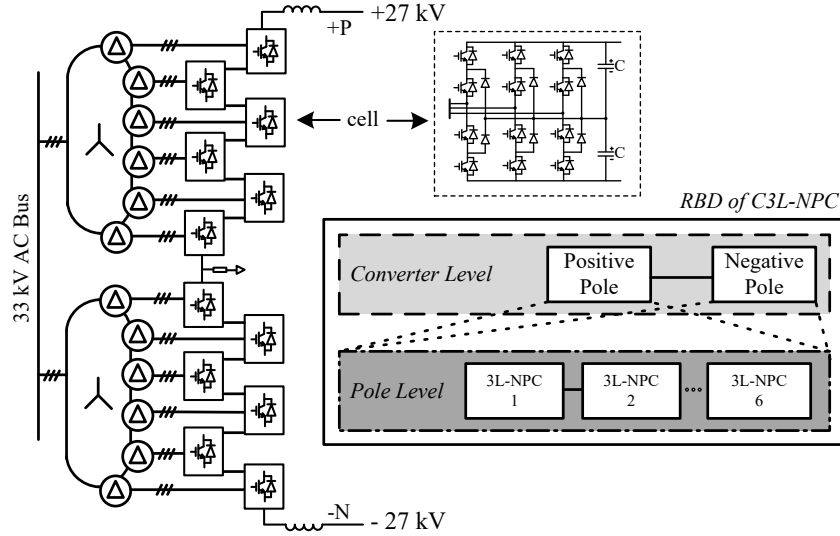 +27 kV
+P
33 kV AC Bus
cell
C
C
RBD of C3L-NPC
Converter Level
Positive
Pole
Negative
Pole
Pole Level
3L-NPC
1
3L-NPC
2
3L-NPC
6
-N
- 27 kV